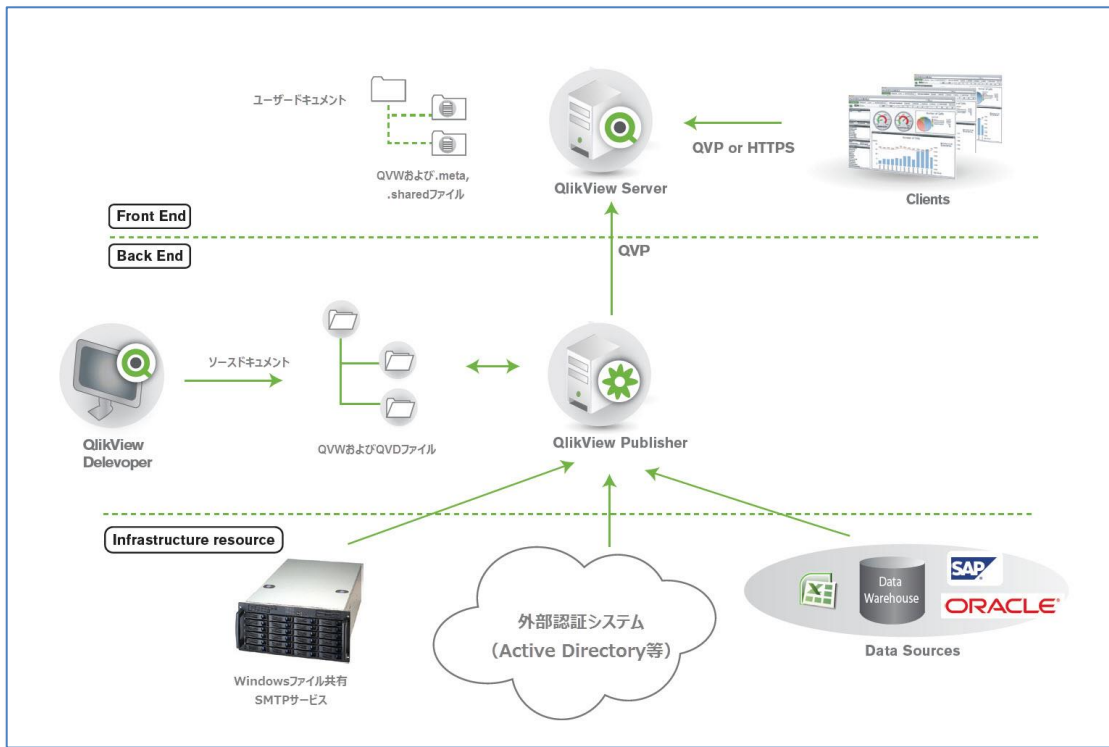 ユーザードキュメント
QVWおよび.meta,
.sharedファイル
QlikView Server
QVP or HTTPS
Clients
Front End
Back End
QVP
ソースドキュメント
QlikView
Delevoper
QVWおよびQVDファイル
QlikView Publisher
Infrastructure resource
Windowsファイル共有
SMTPサービス
外部認証システム
（Active Directory等）
Data
Warehouse
SAP
ORACLE
Data Sources